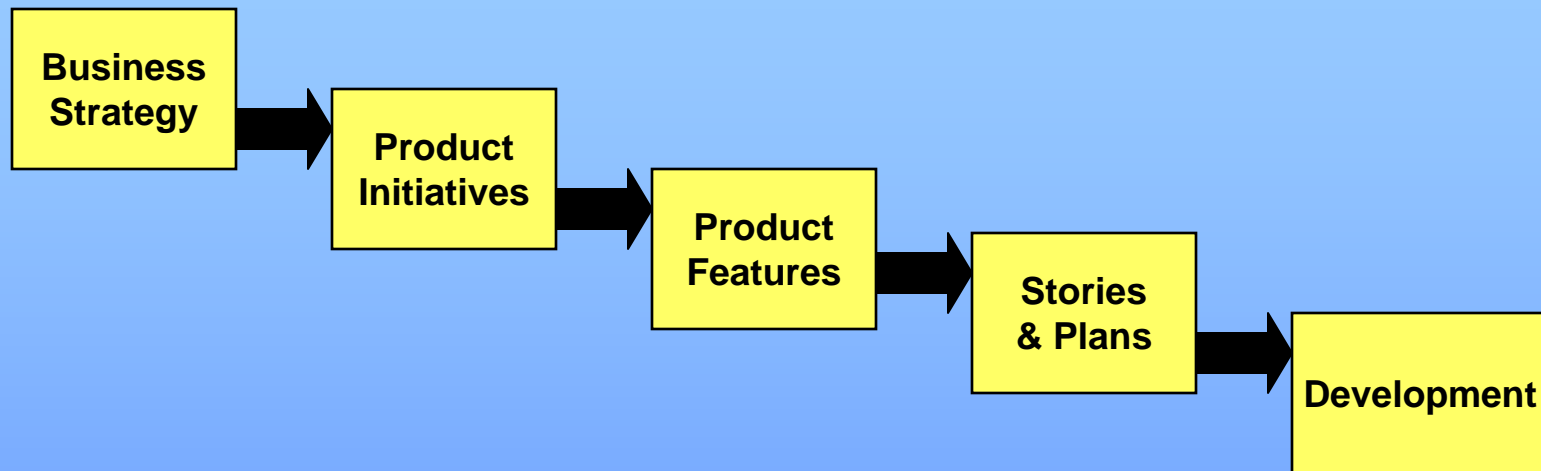 Business
Strategy
Product
Initiatives
Product
Features
Stories
& Plans
Development